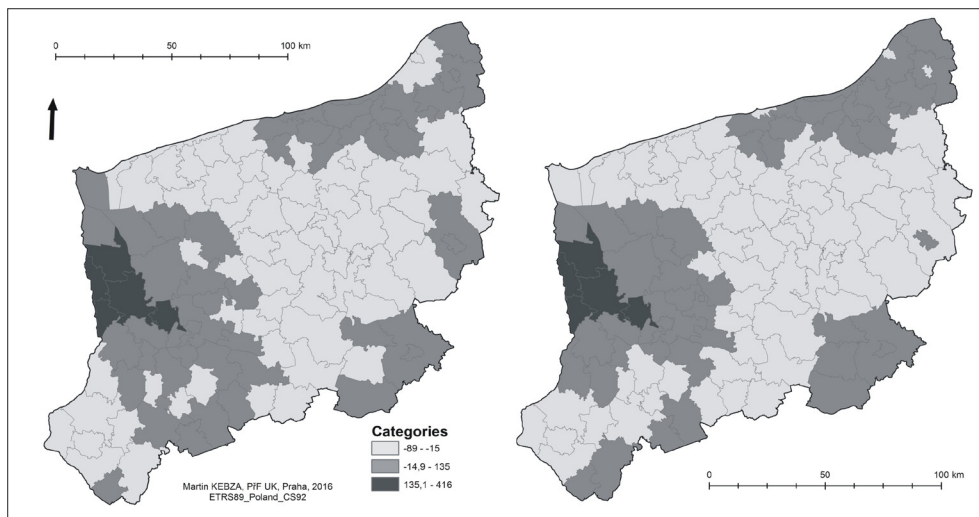 0 50 100 km
Categories
-89 - -15
-14,9 - 135
135,1 - 416
Martin KEBZA, PřF UK, Praha, 2016
ETRS89_Poland_CS92
0 50 100 km